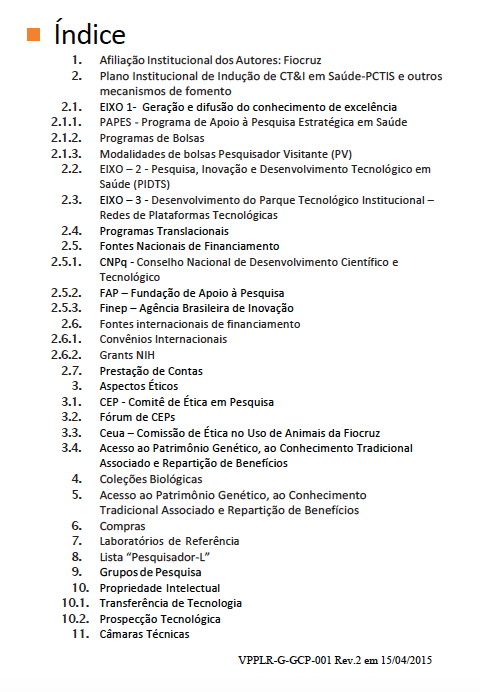 Índice
1. Afiliação Institucional dos Autores: Fiocruz
2. Plano Institucional de Indução de CT&I em Saúde-PCTIS e outros
mecanismos de fomento
2.1. EIXO 1- Geração e difusão do conhecimento de excelência
2.1.1. PAPES - Programa de Apoio à Pesquisa Estratégica em Saúde
2.1.2. Programas de Bolsas
2.1.3. Modalidades de bolsas Pesquisador Visitante (PV)
2.2. EIXO – 2 - Pesquisa, Inovação e Desenvolvimento Tecnológico em
Saúde (PIDTS)
2.3. EIXO – 3 - Desenvolvimento do Parque Tecnológico Institucional –
Redes de Plataformas Tecnológicas
2.4. Programas Translacionais
2.5. Fontes Nacionais de Financiamento
2.5.1. CNPq - Conselho Nacional de Desenvolvimento Científico e
Tecnológico
2.5.2. FAP – Fundação de Apoio à Pesquisa
2.5.3. Finep – Agência Brasileira de Inovação
2.6. Fontes internacionais de financiamento
2.6.1. Convênios Internacionais
2.6.2. Grants NIH
2.7. Prestação de Contas
3. Aspectos Éticos
3.1. CEP - Comitê de Ética em Pesquisa
3.2. Fórum de CEPs
3.3. Ceua – Comissão de Ética no Uso de Animais da Fiocruz
3.4. Acesso ao Patrimônio Genético, ao Conhecimento Tradicional
Associado e Repartição de Benefícios
4. Coleções Biológicas
5. Acesso ao Patrimônio Genético, ao Conhecimento
Tradicional Associado e Repartição de Benefícios
6. Compras
7. Laboratórios de Referência
8. Lista “Pesquisador-L”
9. Grupos de Pesquisa
10. Propriedade Intelectual
10.1. Transferência de Tecnologia
10.2. Prospecção Tecnológica
11. Câmaras Técnicas
VPPLR-G-GCP-001 Rev.2 em 15/04/2015